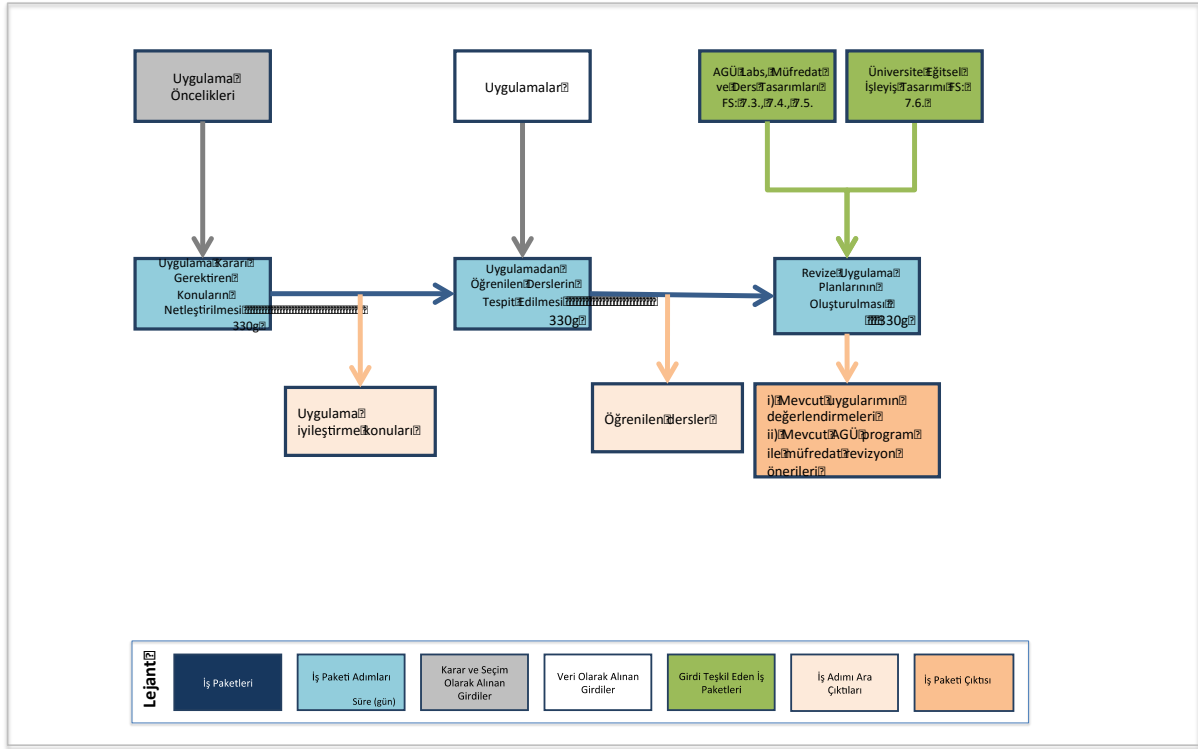 Uygulama
Öncelikleri
Uygulamalar
AGÜ Labs, Müfredat
ve Ders Tasarımları
FS: 7.3., 7.4., 7.5.
Üniversite Eğitsel
İşleyiş Tasarımı FS:
7.6.
Uygulama Kararı
Gerektiren
Konuların
Netleştirilmesi
330g
Uygulamadan
Öğrenilen Derslerin
Tespit Edilmesi
330g
Revize Uygulama
Planlarının
Oluşturulması
330g
Uygulama
iyileştirme konuları
Öğrenilen dersler
i) Mevcut uygularımın
değerlendirmeleri
ii) Mevcut AGÜ program
ile müfredat revizyon
önerileri
Lejant
İş Paketleri
İş Paketi Adımları
Süre (gün)
Karar ve Seçim
Olarak Alınan
Girdiler
Veri Olarak Alınan
Girdiler
Girdi Teşkil Eden İş
Paketleri
İş Adımı Ara
Çıktıları
İş Paketi Çıktısı